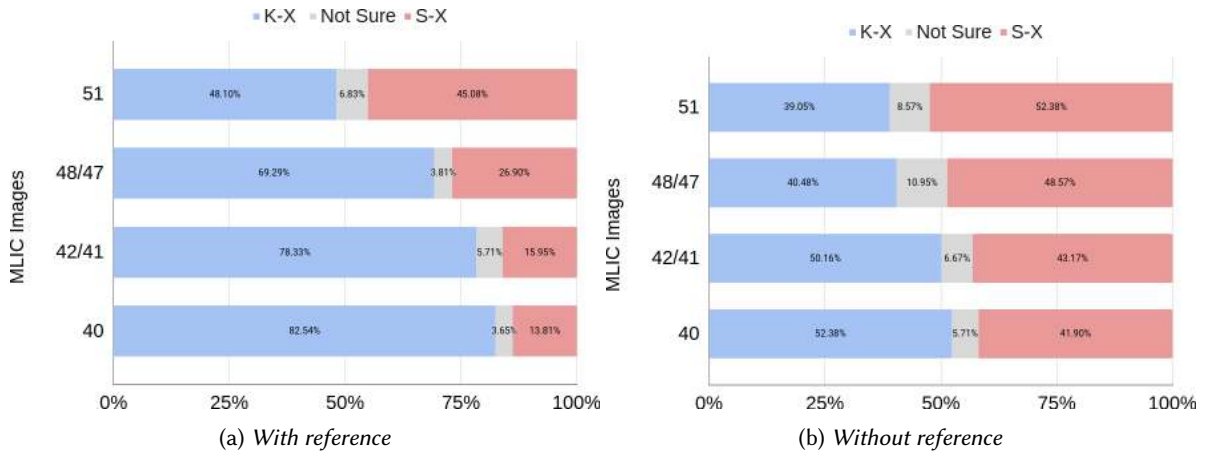 K-X Not Sure S-X
MLIC Images
51
48.10% 6.83% 45.08%
48/47
69.29% 3.81% 26.90%
42/41
78.33% 5.71% 15.95%
40
82.54% 3.65% 13.81%
0% 25% 50% 75% 100%
(a) With reference
K-X Not Sure S-X
MLIC Images
51
39.05% 8.57% 52.38%
48/47
40.48% 10.95% 48.57%
42/41
50.16% 6.67% 43.17%
40
52.38% 5.71% 41.90%
0% 25% 50% 75% 100%
(b) Without reference